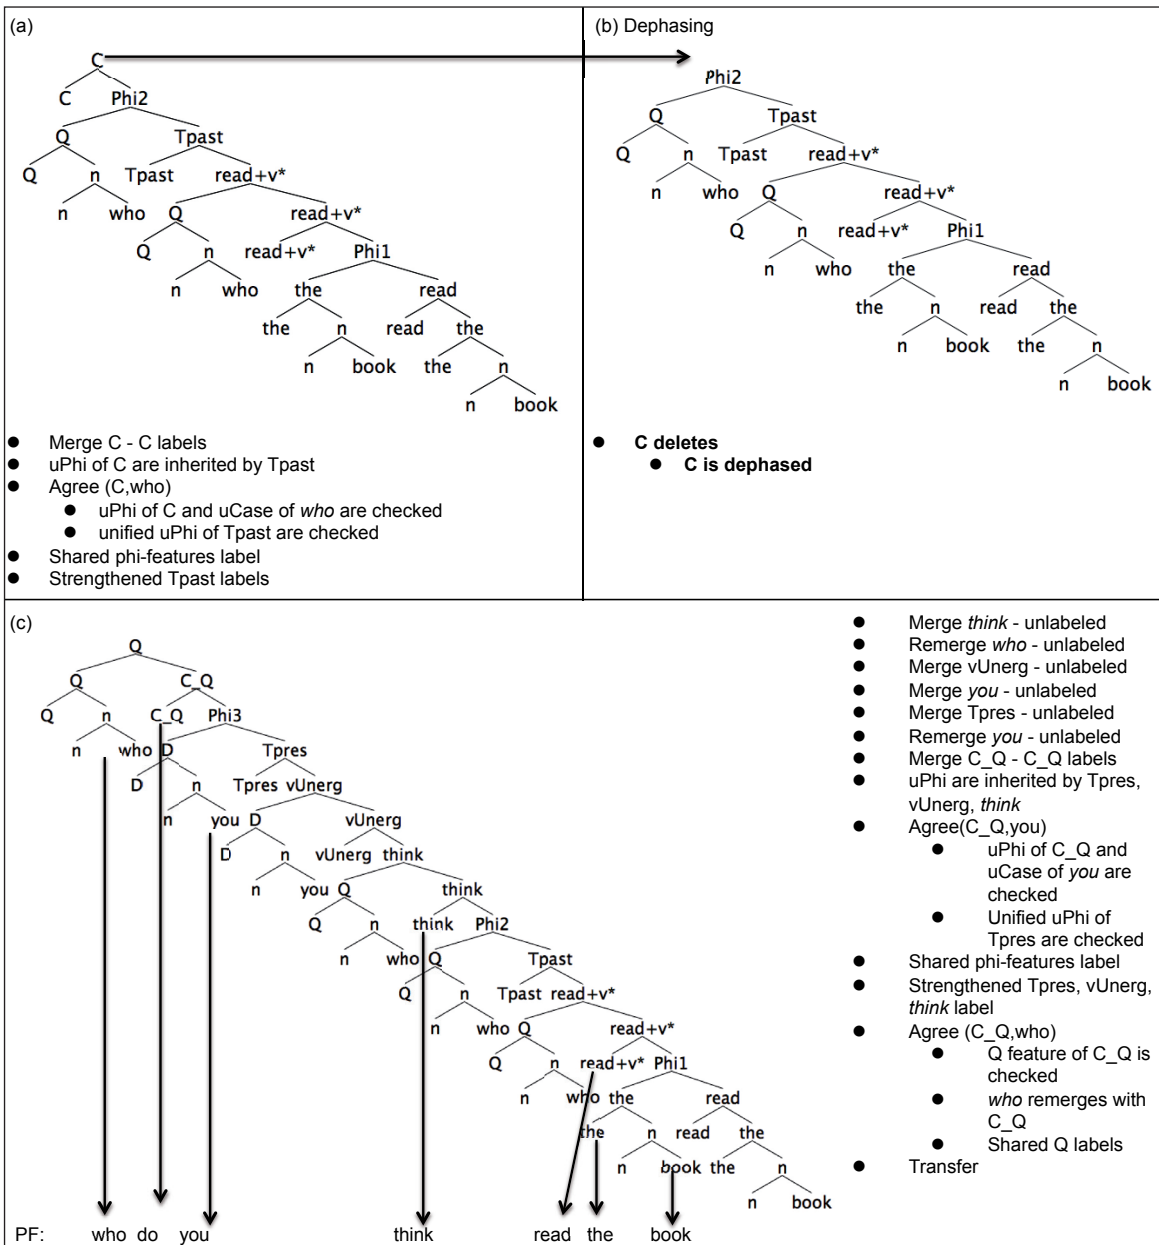 (a)
C
C Phi2
Q Tpast
Q n Tpast read+v*
n who Q read+v*
Q n read+v* Phi1
n who the read
the n read the
n book the n
n book
● Merge C - C labels
● uPhi of C are inherited by Tpast
● Agree (C,who)
● uPhi of C and uCase of who are checked
● unified uPhi of Tpast are checked
● Shared phi-features label
● Strengthened Tpast labels
(b) Dephasing
Phi2
Q Tpast
Q n Tpast read+v*
n who Q read+v*
Q n read+v* Phi1
n who the read
the n read the
n book the n
n book
● C deletes
● C is dephased
(c)
Q
Q C_Q
Q n C_Q Phi3
n who D Tpres
D n Tpres vUnerg
n you D vUnerg
D n vUnerg think
n you Q think
Q n think Phi2
n who Q Tpast
Q n Tpast read+v*
n who Q read+v*
Q n read+v* Phi1
n who the read
the n read the
n book the n
n book
PF: who do you think read the book
● Merge think - unlabeled
● Remerge who - unlabeled
● Merge vUnerg - unlabeled
● Merge you - unlabeled
● Merge Tpres - unlabeled
● Remerge you - unlabeled
● Merge C_Q - C_Q labels
● uPhi are inherited by Tpres,
vUnerg, think
● Agree(C_Q,you)
● uPhi of C_Q and
uCase of you are
checked
● Unified uPhi of
Tpres are checked
● Shared phi-features label
● Strengthened Tpres, vUnerg,
think label
● Agree (C_Q,who)
● Q feature of C_Q is
checked
● who remerges with
C_Q
● Shared Q labels
● Transfer